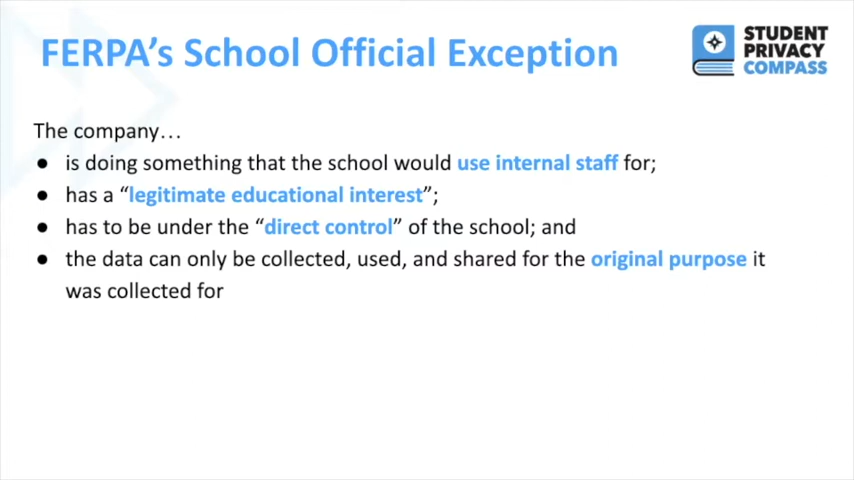 FERPA’s School Official Exception
STUDENT
PRIVACY
COMPASS
The company…
● is doing something that the school would use internal staff for;
● has a “legitimate educational interest”;
● has to be under the “direct control” of the school; and
● the data can only be collected, used, and shared for the original purpose it
was collected for